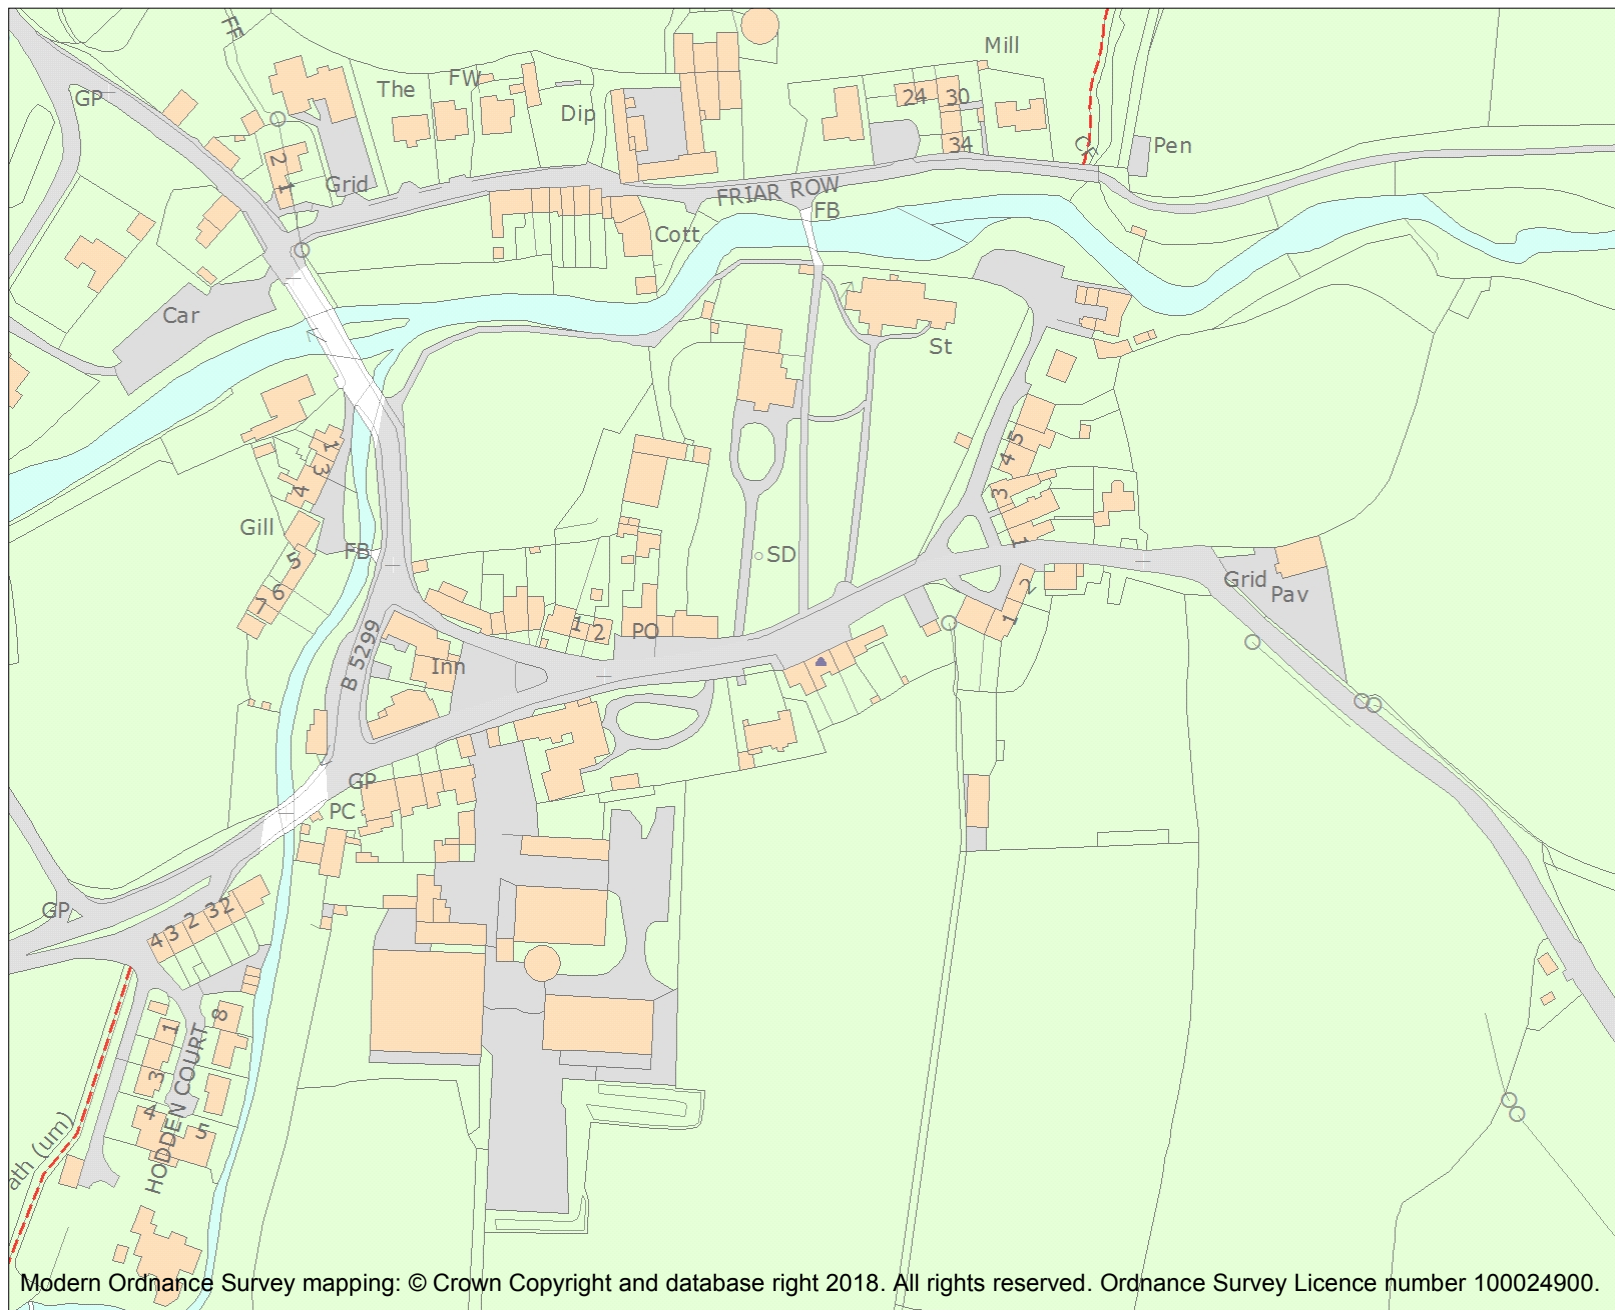 FF
GP
The
FW
Mill
Dip
24
30
34
CF
Pen
2
1
Grid
FRIAR ROW
FB
Cott
Car
St
1
3
4
5
4
3
1
Gill
FB
5
6
7
SD
Grid
Pav
2
1
1
2
PO
B 5299
Inn
GP
PC
GP
4
3
2
32
1
8
3
4
5
HODDEN COURT
ath (um)
Modern Ordnance Survey mapping: © Crown Copyright and database right 2018. All rights reserved. Ordnance Survey Licence number 100024900.